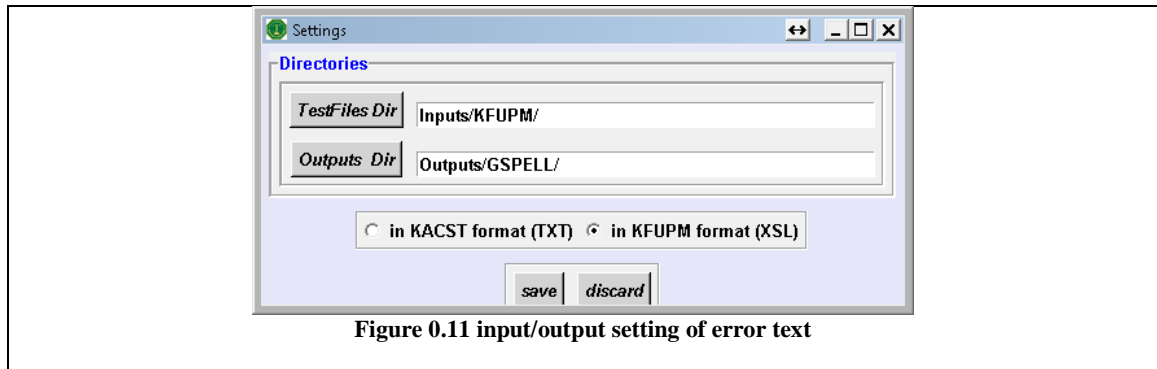 Settings
Directories
TestFiles Dir Inputs/KFUPM/
Outputs Dir Outputs/GSPELL/
in KACST format (TXT) in KFUPM format (XSL)
save discard
Figure 0.11 input/output setting of error text